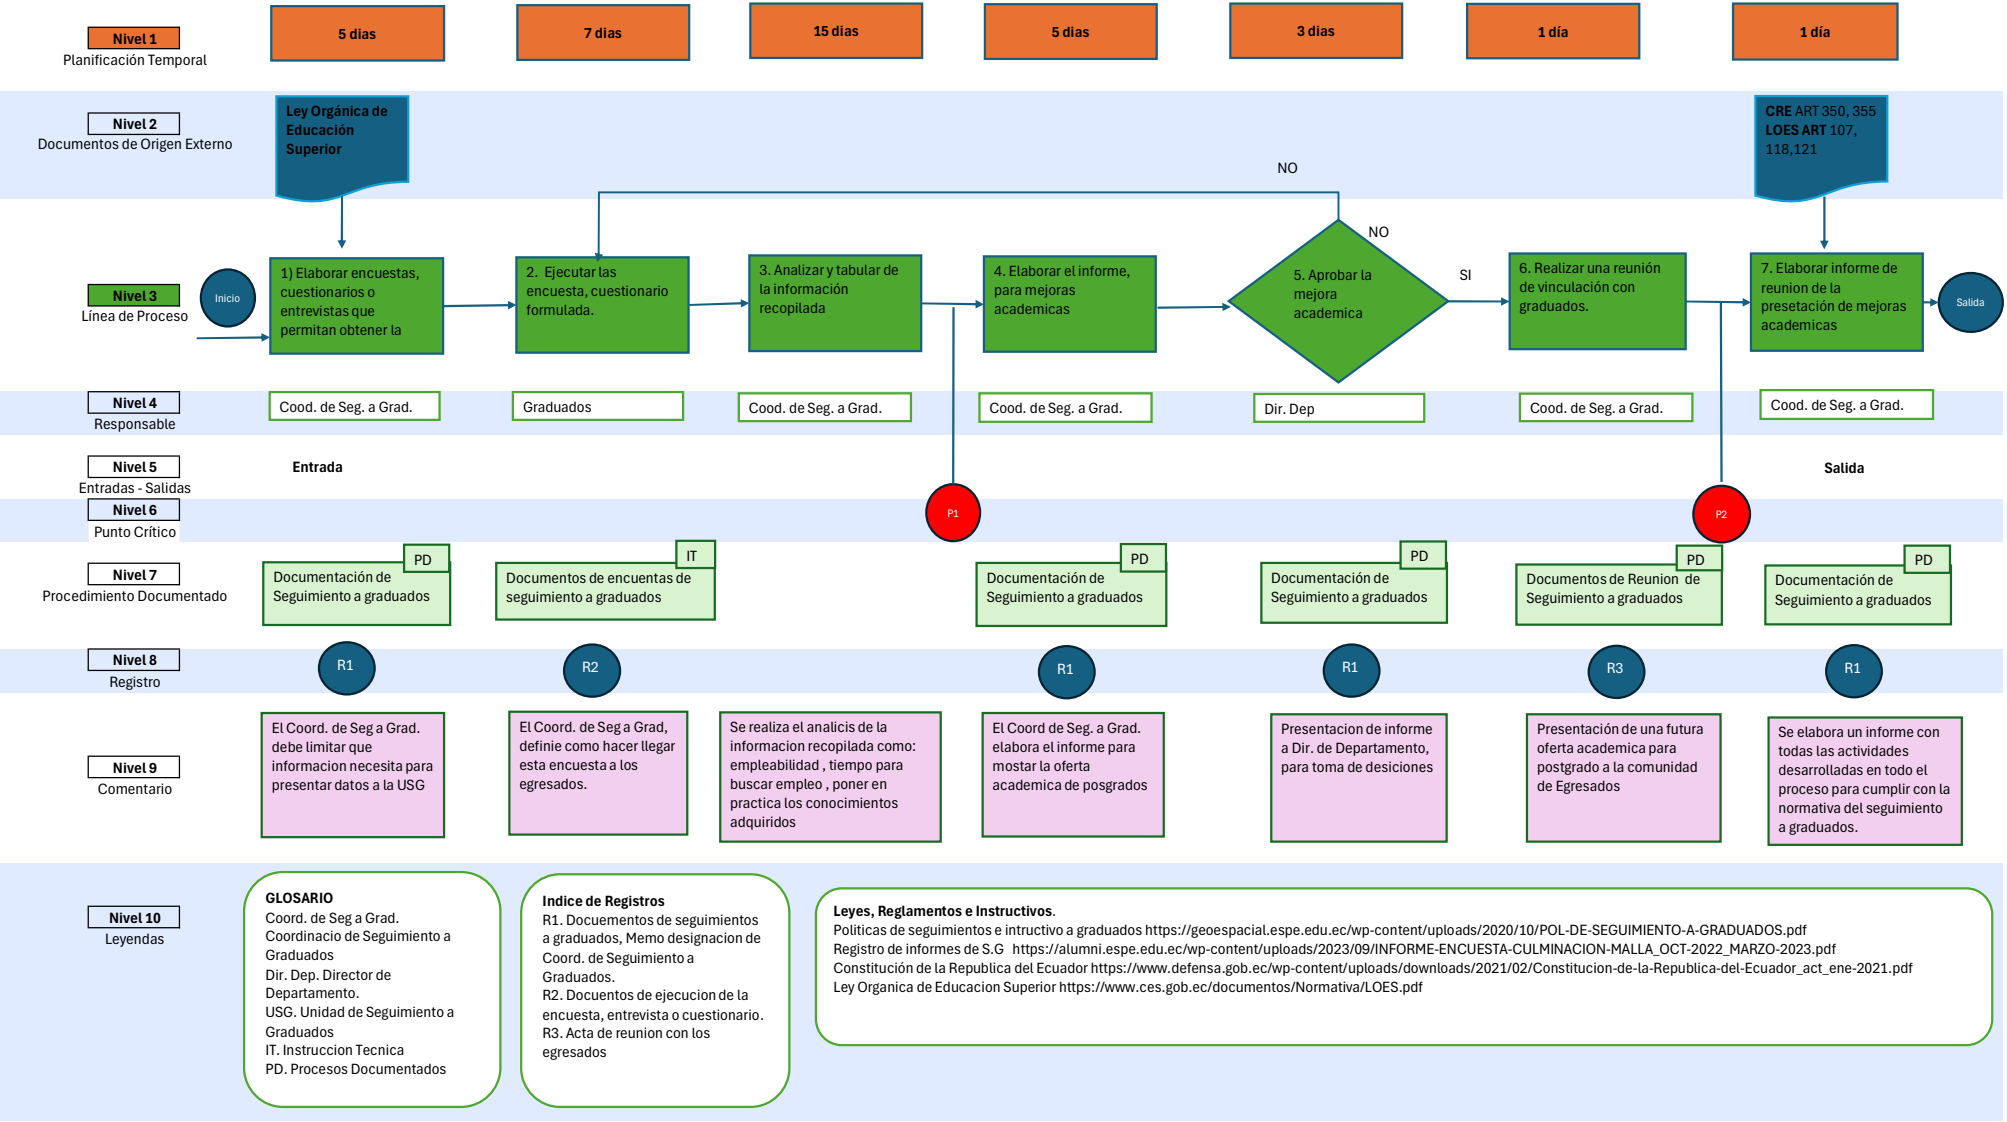 Nivel 1
Planificación Temporal
5 dias
7 dias
15 dias
5 dias
3 dias
1 día
1 día
Nivel 2
Documentos de Origen Externo
Ley Orgánica de
Educación
Superior
CRE ART 350, 355
LOES ART 107,
118,121
NO
NO
SI
Nivel 3
Línea de Proceso
Inicio
1) Elaborar encuestas,
cuestionarios o
entrevistas que
permitan obtener la
2. Ejecutar las
encuesta, cuestionario
formulada.
3. Analizar y tabular de
la información
recopilada
4. Elaborar el informe,
para mejoras
academicas
5. Aprobar la
mejora
academica
6. Realizar una reunión
de vinculación con
graduados.
7. Elaborar informe de
reunion de la
presetación de mejoras
academicas
Salida
Nivel 4
Responsable
Cood. de Seg. a Grad.
Graduados
Cood. de Seg. a Grad.
Cood. de Seg. a Grad.
Dir. Dep
Cood. de Seg. a Grad.
Cood. de Seg. a Grad.
Nivel 5
Entradas - Salidas
Entrada
Salida
Nivel 6
Punto Crítico
P1
P2
Nivel 7
Procedimiento Documentado
PD
Documentación de
Seguimiento a graduados
IT
Documentos de encuentas de
seguimiento a graduados
PD
Documentación de
Seguimiento a graduados
PD
Documentación de
Seguimiento a graduados
PD
Documentos de Reunion de
Seguimiento a graduados
PD
Documentación de
Seguimiento a graduados
Nivel 8
Registro
R1
R2
R1
R1
R3
R1
Nivel 9
Comentario
El Coord. de Seg a Grad.
debe limitar que
informacion necesita para
presentar datos a la USG
El Coord. de Seg a Grad,
definie como hacer llegar
esta encuesta a los
egresados.
Se realiza el analicis de la
informacion recopilada como:
empleabilidad , tiempo para
buscar empleo , poner en
practica los conocimientos
adquiridos
El Coord de Seg. a Grad.
elabora el informe para
mostar la oferta
academica de posgrados
Presentacion de informe
a Dir. de Departamento,
para toma de desiciones
Presentación de una futura
oferta academica para
postgrado a la comunidad
de Egresados
Se elabora un informe con
todas las actividades
desarrolladas en todo el
proceso para cumplir con la
normativa del seguimiento
a graduados.
Nivel 10
Leyendas
GLOSARIO
Coord. de Seg a Grad.
Coordinacio de Seguimiento a
Graduados
Dir. Dep. Director de
Departamento.
USG. Unidad de Seguimiento a
Graduados
IT. Instruccion Tecnica
PD. Procesos Documentados
Indice de Registros
R1. Docuementos de seguimientos
a graduados, Memo designacion de
Coord. de Seguimiento a
Graduados.
R2. Docuentos de ejecucion de la
encuesta, entrevista o cuestionario.
R3. Acta de reunion con los
egresados
Leyes, Reglamentos e Instructivos.
Politicas de seguimientos e intructivo a graduados https://geoespacial.espe.edu.ec/wp-content/uploads/2020/10/POL-DE-SEGUIMIENTO-A-GRADUADOS.pdf
Registro de informes de S.G https://alumni.espe.edu.ec/wp-content/uploads/2023/09/INFORME-ENCUESTA-CULMINACION-MALLA_OCT-2022_MARZO-2023.pdf
Constitución de la Republica del Ecuador https://www.defensa.gob.ec/wp-content/uploads/downloads/2021/02/Constitucion-de-la-Republica-del-Ecuador_act_ene-2021.pdf
Ley Organica de Educacion Superior https://www.ces.gob.ec/documentos/Normativa/LOES.pdf